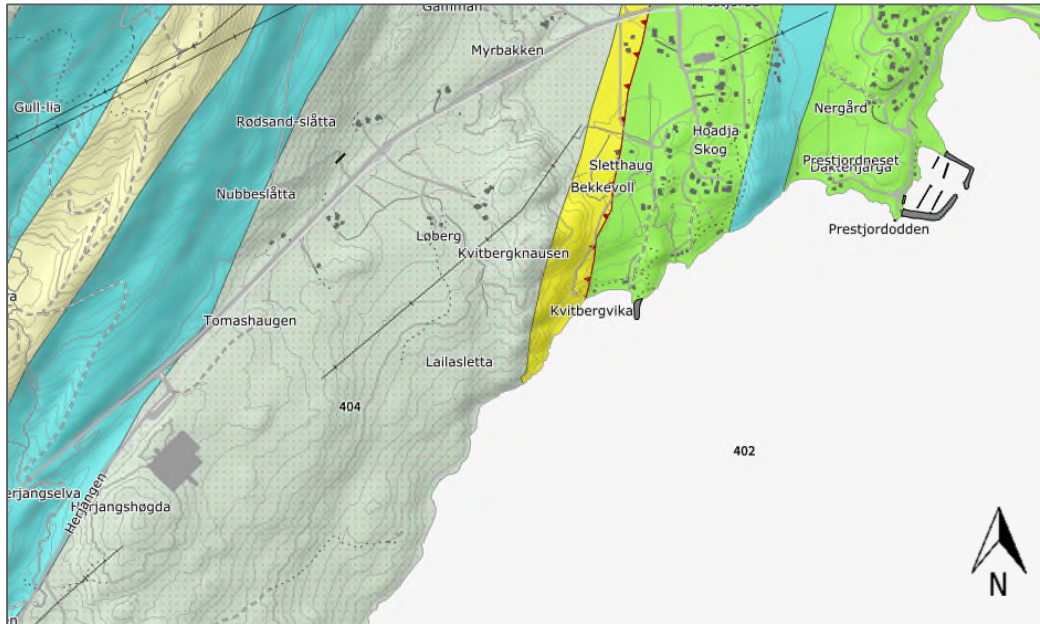 Myrbakken
Gull-lia
Rødsand-slåtta
Nergård
Hoadja
Skog
Sletthaug
Prestjordneset
Bekkevoll
Nubbeslåtta
Prestjordodden
Løberg
Kvitbergknausen
Kvitbergvika
Tomashaugen
Lailasletta
404
402
Herjangen
Herjangshøgda
N